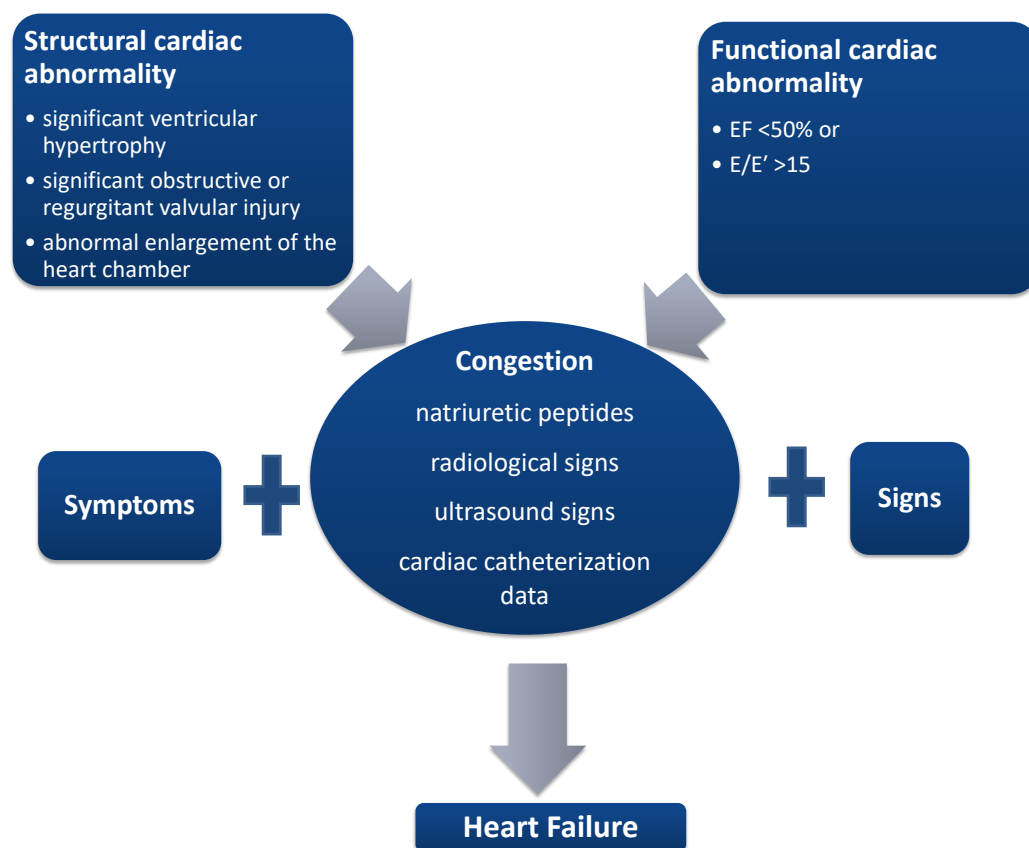 Structural cardiac
abnormality
• significant ventricular
hypertrophy
• significant obstructive or
regurgitant valvular injury
• abnormal enlargement of the
heart chamber
Functional cardiac
abnormality
• EF <50% or
• E/E’ >15
Congestion
natriuretic peptides
radiological signs
ultrasound signs
cardiac catheterization
data
Symptoms
Signs
Heart Failure